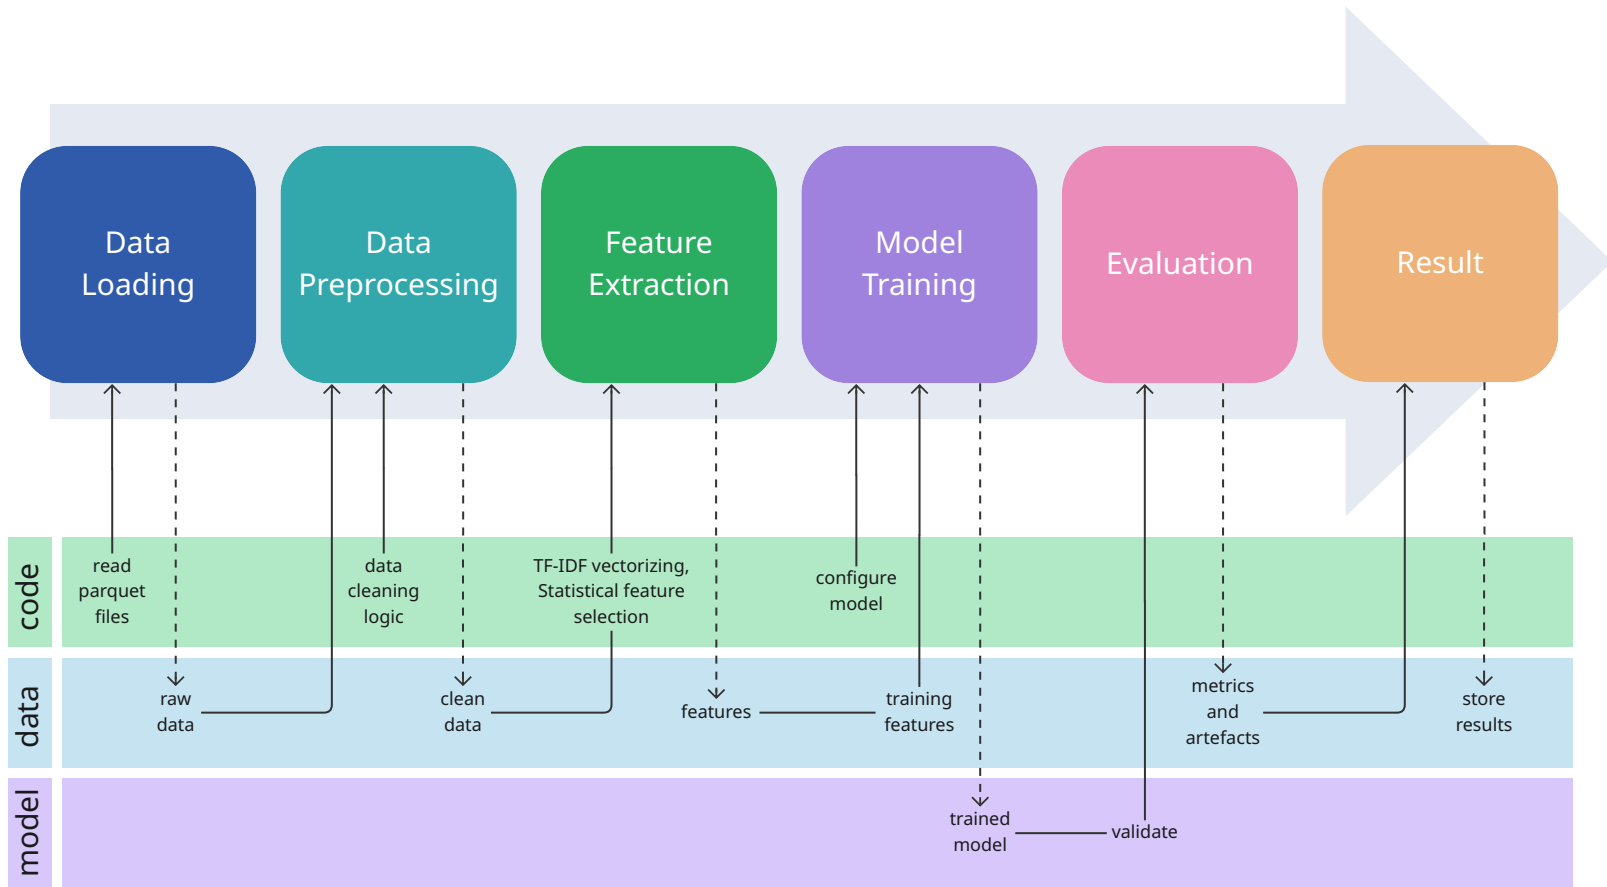 Data
Loading
Data
Preprocessing
Feature
Extraction
Model
Training
Evaluation
Result
code
read
parquet
files
data
cleaning
logic
TF-IDF vectorizing,
Statistical feature
selection
configure
model
data
raw
data
clean
data
features
training
features
metrics
and
artefacts
store
results
model
trained
model
validate